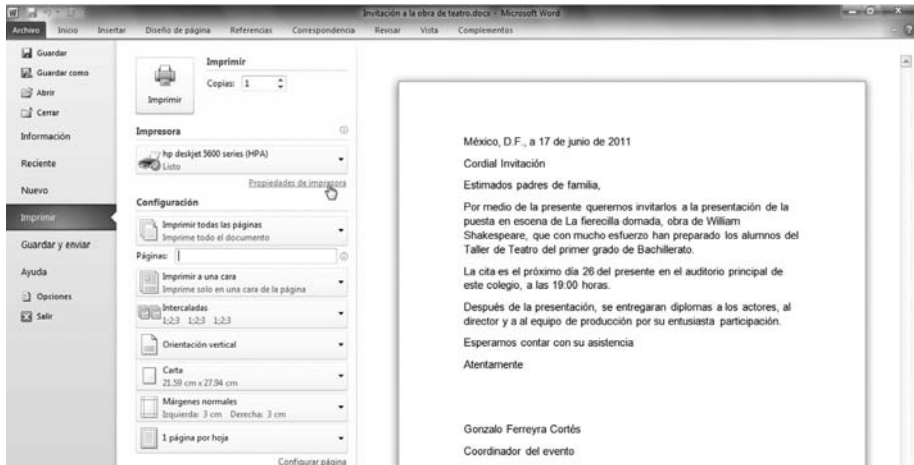 Invitación a la obra de teatro.docx - Microsoft Word
Archivo Inicio Insertar Diseño de página Referencias Correspondencia Revisar Vista Complementos
Guardar
Guardar como
Abrir
Cerrar
Información
Reciente
Nuevo
Imprimir
Guardar y enviar
Ayuda
Opciones
Salir
Imprimir
Imprimir
Copias: 1
Impresora
hp deskjet 5600 series (HPA)
Listo
Propiedades de impresora
Configuración
Imprimir todas las páginas
Imprime todo el documento
Páginas:
Imprimir a una cara
Imprime solo en una cara de la página
Intercaladas
1;2;3 1;2;3 1;2;3
Orientación vertical
Carta
21.59 cm x 27.94 cm
Márgenes normales
Izquierda: 3 cm Derecha: 3 cm
1 página por hoja
Configurar página
México, D.F., a 17 de junio de 2011
Cordial Invitación
Estimados padres de familia,
Por medio de la presente queremos invitarlos a la presentación de la
puesta en escena de La fierecilla domada, obra de William
Shakespeare, que con mucho esfuerzo han preparado los alumnos del
Taller de Teatro del primer grado de Bachillerato.
La cita es el próximo día 26 del presente en el auditorio principal de
este colegio, a las 19:00 horas.
Después de la presentación, se entregaran diplomas a los actores, al
director y a al equipo de producción por su entusiasta participación.
Esperamos contar con su asistencia
Atentamente
Gonzalo Ferreyra Cortés
Coordinador del evento